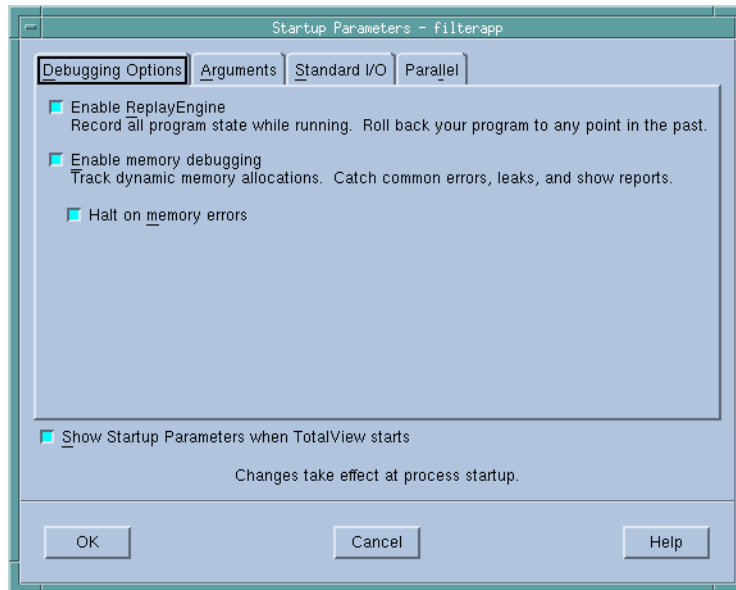 Startup Parameters - filterapp
Debugging Options Arguments Standard I/O Parallel
Enable ReplayEngine
Record all program state while running. Roll back your program to any point in the past.
Enable memory debugging
Track dynamic memory allocations. Catch common errors, leaks, and show reports.
Halt on memory errors
Show Startup Parameters when TotalView starts
Changes take effect at process startup.
OK Cancel Help